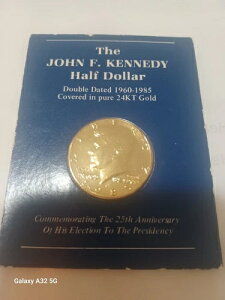 The
JOHN F. KENNEDY
Half Dollar
Double Dated 1960-1985
Covered in pure 24KT Gold
Commemorating The 25th Anniversary
Of His Election To The Presidency
Galaxy A32 5G